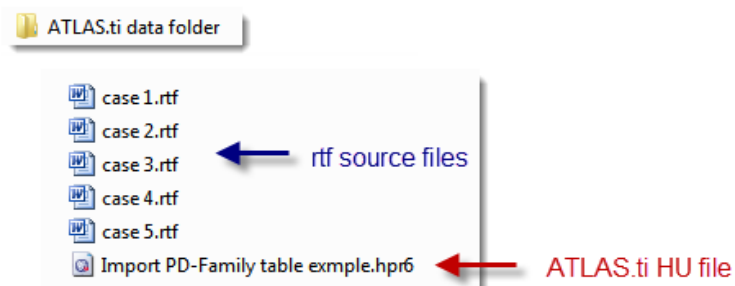 ATLAS.ti data folder
case 1.rtf
case 2.rtf
case 3.rtf
rtf source files
case 4.rtf
case 5.rtf
Import PD-Family table exmple.hpr6
ATLAS.ti HU file